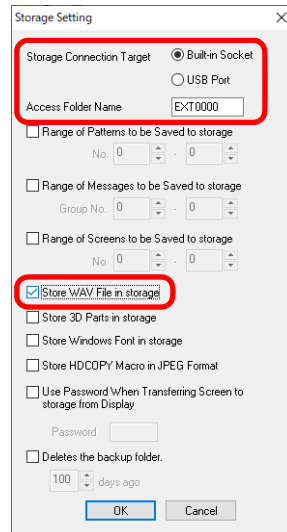 Storage Setting
Storage Connection Target
Built-in Socket
USB Port
Access Folder Name EXT0000
Range of Patterns to be Saved to storage
No. 0 - 0
Range of Messages to be Saved to storage
Group No. 0 - 0
Range of Screens to be Saved to storage
No. 0 - 0
Store WAV File in storage
Store 3D Parts in storage
Store Windows Font in storage
Store HDCOPY Macro in JPEG Format
Use Password When Transferring Screen to
storage from Display
Password
Deletes the backup folder.
100 days ago
OK Cancel